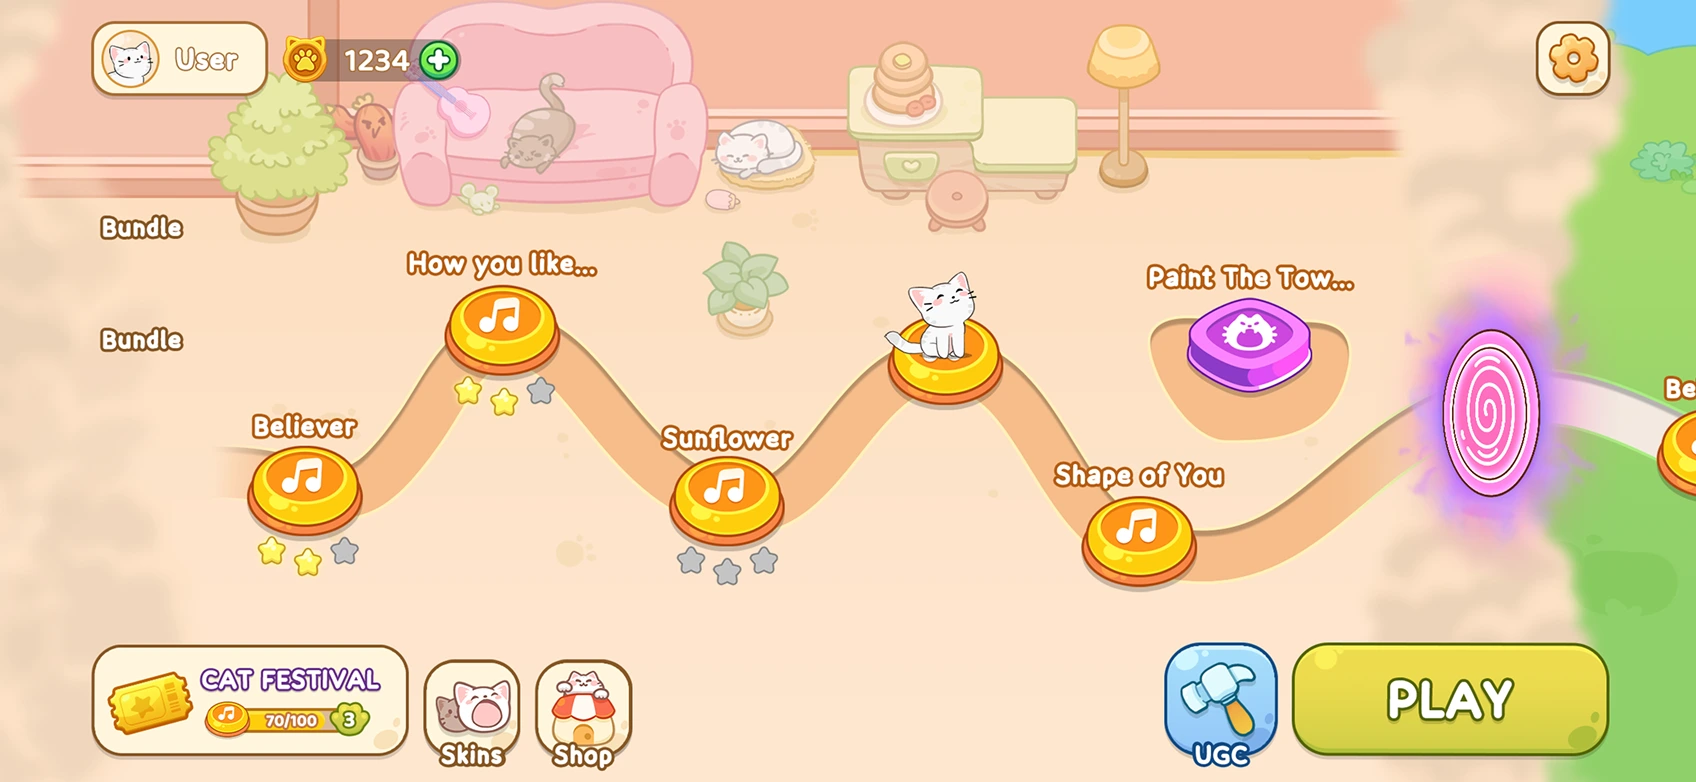 User
1234
Bundle
How you like...
Paint The Tow...
Bundle
Believer
Sunflower
Shape of You
Be
CAT FESTIVAL
70/100
3
Skins
Shop
UGC
PLAY